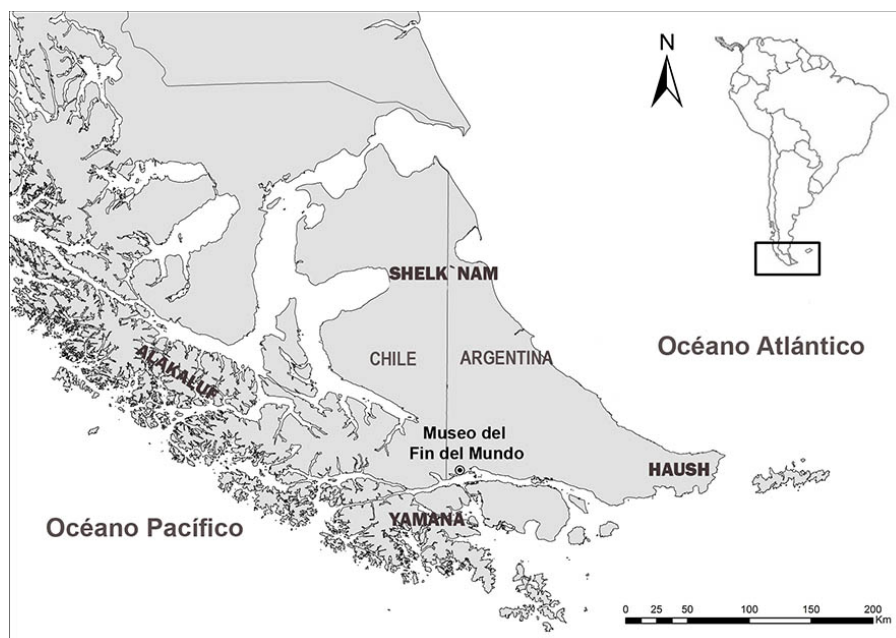 N
SHELK´NAM
CHILE
ARGENTINA
Océano Atlántico
ALAKALUF
Museo del
Fin del Mundo
HAUSH
Océano Pacífico
YAMANA
0 25 50 100 150 200
Km